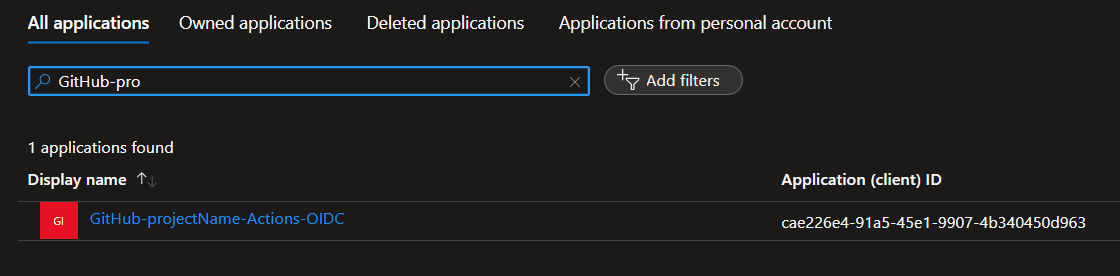 All applications Owned applications Deleted applications Applications from personal account
GitHub-pro Add filters
1 applications found
Display name Application (client) ID
GI GitHub-projectName-Actions-OIDC cae226e4-91a5-45e1-9907-4b340450d963